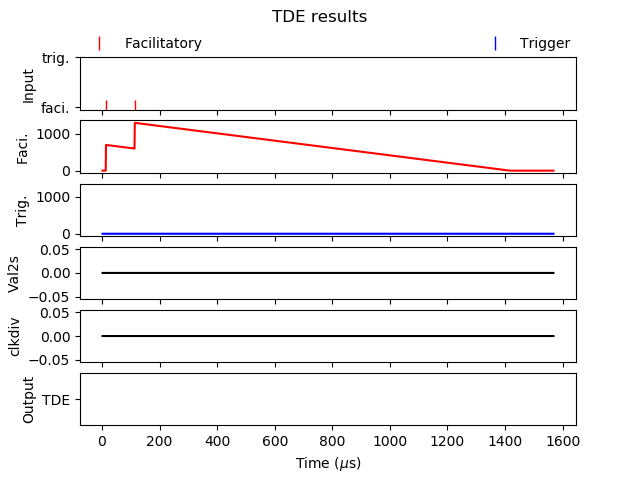 TDE results
Facilitatory
Trigger
Input
trig.
faci.
Faci.
1000
0
Trig.
1000
0
Val2s
0.05
0.00
−0.05
clkdiv
0.05
0.00
−0.05
Output
TDE
0 200 400 600 800 1000 1200 1400 1600
Time (μs)